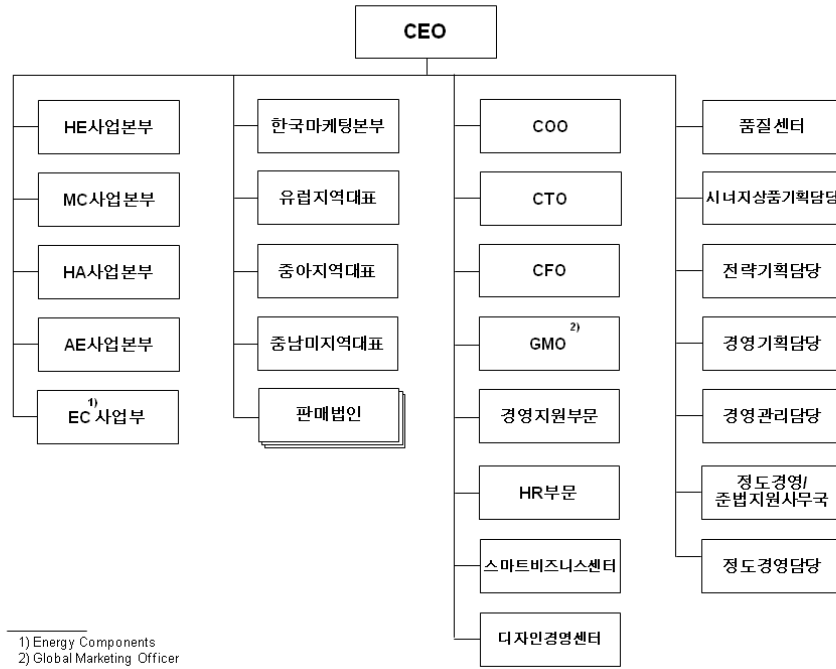 CEO
HE사업본부
MC사업본부
HA사업본부
AE사업본부
EC 1) 사업부
한국마케팅본부
유럽지역대표
중아지역대표
중남미지역대표
판매법인
COO
CTO
CFO
GMO 2)
경영지원부문
HR부문
스마트비즈니스센터
디자인경영센터
품질센터
시너지상품기획담당
전략기획담당
경영기획담당
경영관리담당
정도경영/
준법지원사무국
정도경영담당
1) Energy Components
2) Global Marketing Officer